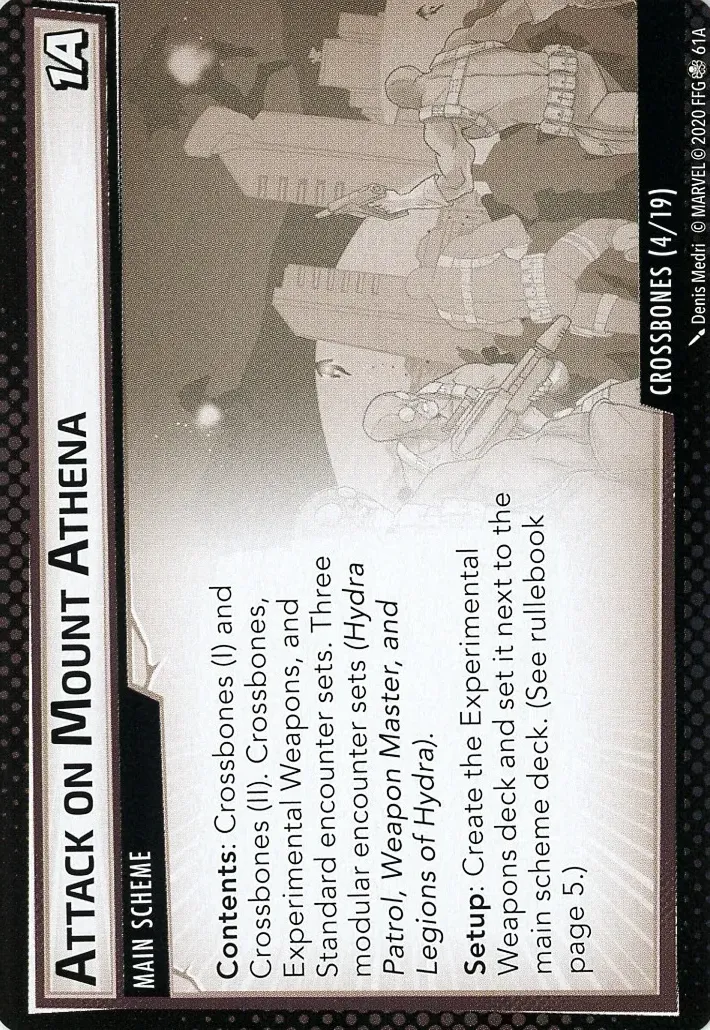 ATTACK ON MOUNT ATHENA
1A
MAIN SCHEME
Contents: Crossbones (I) and
Crossbones (II). Crossbones,
Experimental Weapons, and
Standard encounter sets. Three
modular encounter sets (Hydra
Patrol, Weapon Master, and
Legions of Hydra).
Setup: Create the Experimental
Weapons deck and set it next to the
main scheme deck. (See rullebook
page 5.)
CROSSBONES (4/19)
Denis Medri © MARVEL © 2020 FFG 61A